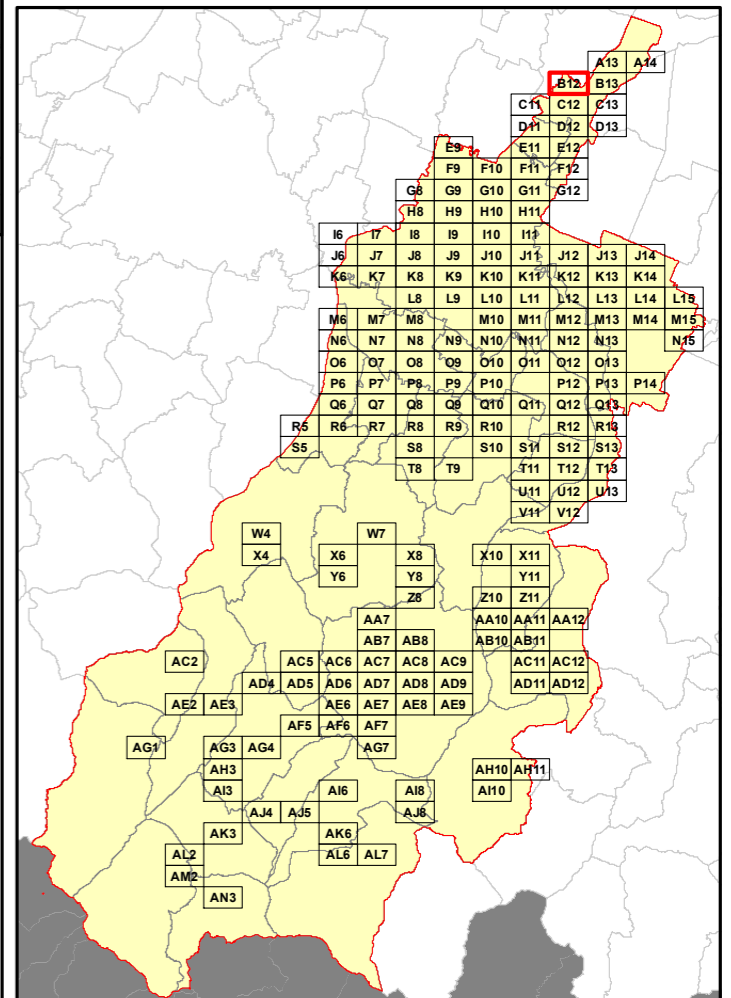 A13 A14
B12 B13
C11 C12 C13
D11 D12 D13
E9 E11 E12
F9 F10 F11 F12
G8 G9 G10 G11 G12
H8 H9 H10 H11
I6 I7 I8 I9 I10 I11
J6 J7 J8 J9 J10 J11 J12 J13 J14
K6 K7 K8 K9 K10 K11 K12 K13 K14
L8 L9 L10 L11 L12 L13 L14 L15
M6 M7 M8 M10 M11 M12 M13 M14 M15
N6 N7 N8 N9 N10 N11 N12 N13 N15
O6 O7 O8 O9 O10 O11 O12 O13
P6 P7 P8 P9 P10 P12 P13 P14
Q6 Q7 Q8 Q9 Q10 Q11 Q12 Q13
R5 R6 R7 R8 R9 R10 R12 R13
S5 S8 S10 S11 S12 S13
T8 T9 T11 T12 T13
U11 U12 U13
V11 V12
W4 W7
X4 X6 X8 X10 X11
Y6 Y8 Y11
Z8 Z10 Z11
AA7 AA10 AA11 AA12
AB7 AB8 AB10 AB11
AC2 AC5 AC6 AC7 AC8 AC9 AC11 AC12
AD4 AD5 AD6 AD7 AD8 AD9 AD11 AD12
AE2 AE3 AE6 AE7 AE8 AE9
AF5 AF6 AF7
AG1 AG3 AG4 AG7
AH3 AH10 AH11
AI3 AI6 AI8 AI10
AJ4 AJ5 AJ8
AK3 AK6
AL2 AL6 AL7
AM2
AN3